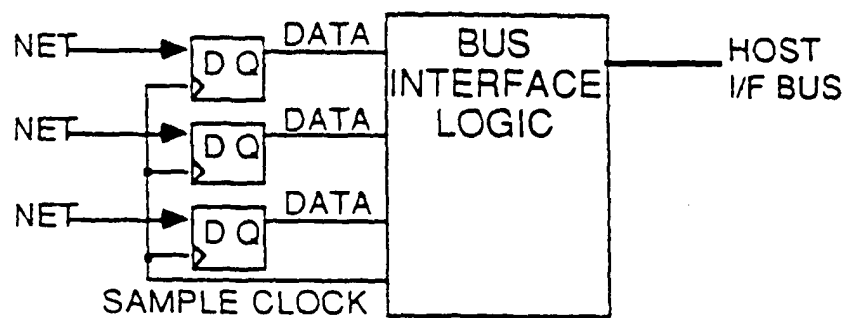 NET
D Q
DATA
NET
D Q
DATA
NET
D Q
DATA
SAMPLE CLOCK
BUS
INTERFACE
LOGIC
HOST
I/F BUS